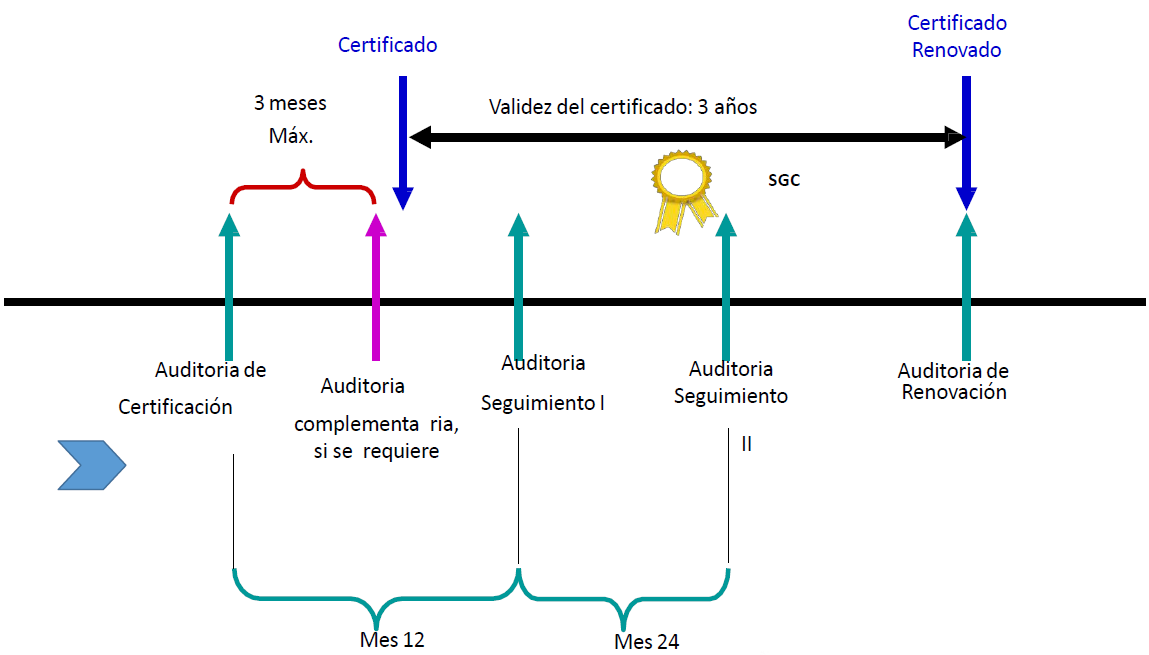 Certificado
Certificado
Renovado
3 meses
Máx.
Validez del certificado: 3 años
SGC
Auditoria de
Certificación
Auditoria
complementa ria,
si se requiere
Auditoria
Seguimiento I
Auditoria
Seguimiento
II
Auditoria de
Renovación
Mes 12
Mes 24